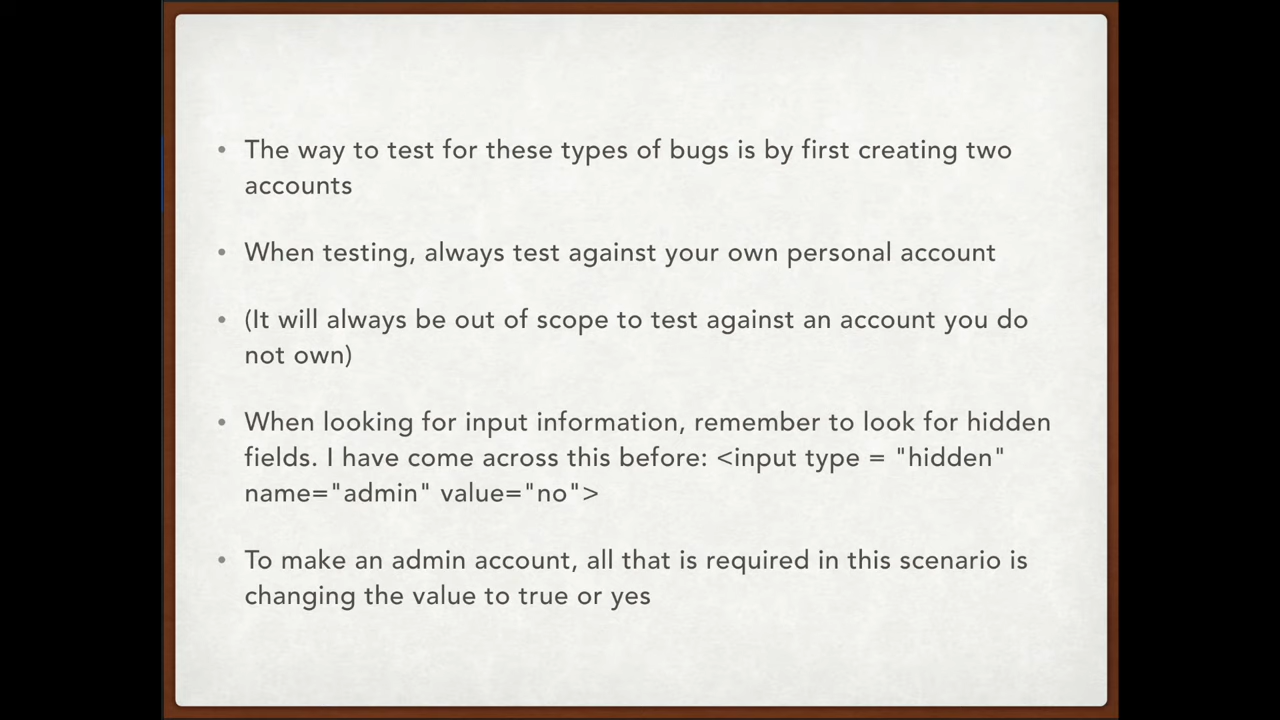 • The way to test for these types of bugs is by first creating two
accounts
• When testing, always test against your own personal account
• (It will always be out of scope to test against an account you do
not own)
• When looking for input information, remember to look for hidden
fields. I have come across this before: <input type = "hidden"
name="admin" value="no">
• To make an admin account, all that is required in this scenario is
changing the value to true or yes